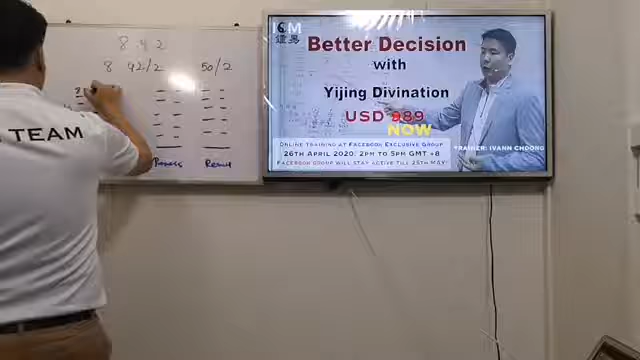 8 4 2
8 42/2 50/2
Process Result
TEAM
Better Decision
with
Yijing Divination
USD 989
NOW
Online training at Facebook Exclusive Group
26th April 2020, 2pm to 5pm GMT +8
Facebook Group will stay active till 25th May
Trainer: Ivann Choong